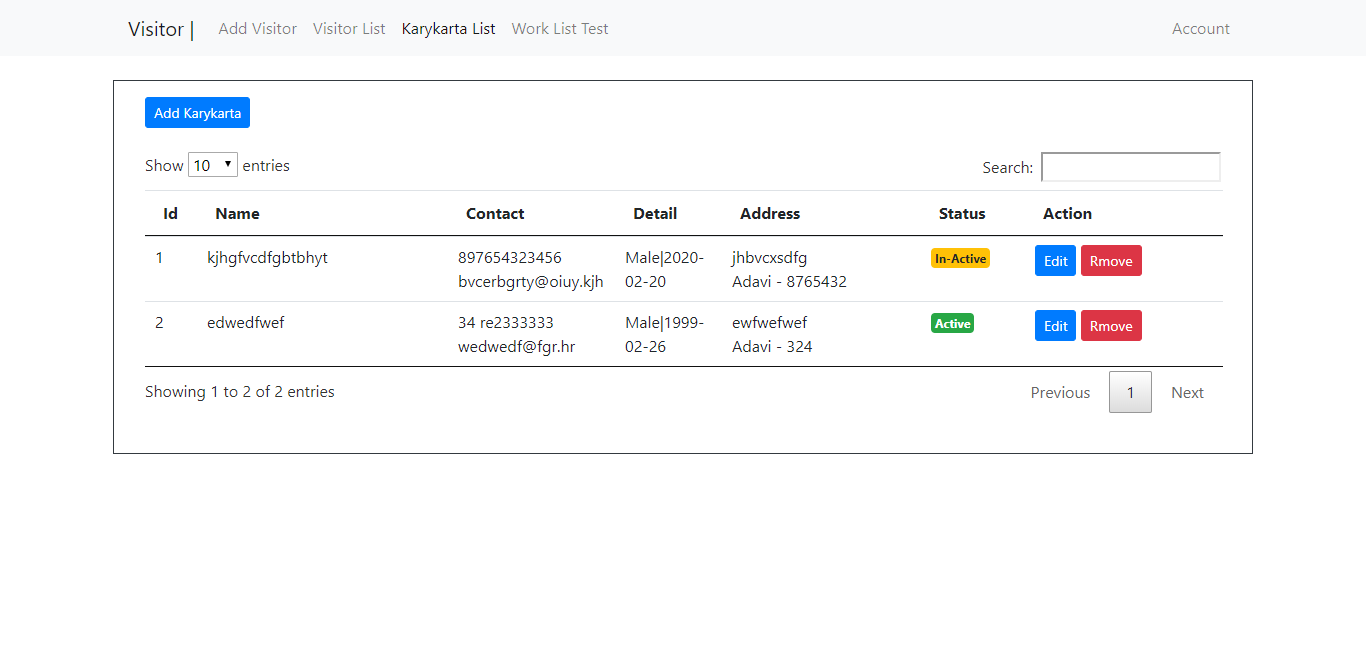 Visitor | Add Visitor Visitor List Karykarta List Work List Test Account
Add Karykarta
Show 10 entries Search:
Id Name Contact Detail Address Status Action
1 kjhgfvcdfgbtbhyt 897654323456 Male|2020- jhbvcxsdfg In-Active Edit Rmove
bvcerbgrty@oiuy.kjh 02-20 Adavi - 8765432
2 edwedfwef 34 re2333333 Male|1999- ewfwefwef Active Edit Rmove
wedwedf@fgr.hr 02-26 Adavi - 324
Showing 1 to 2 of 2 entries Previous 1 Next